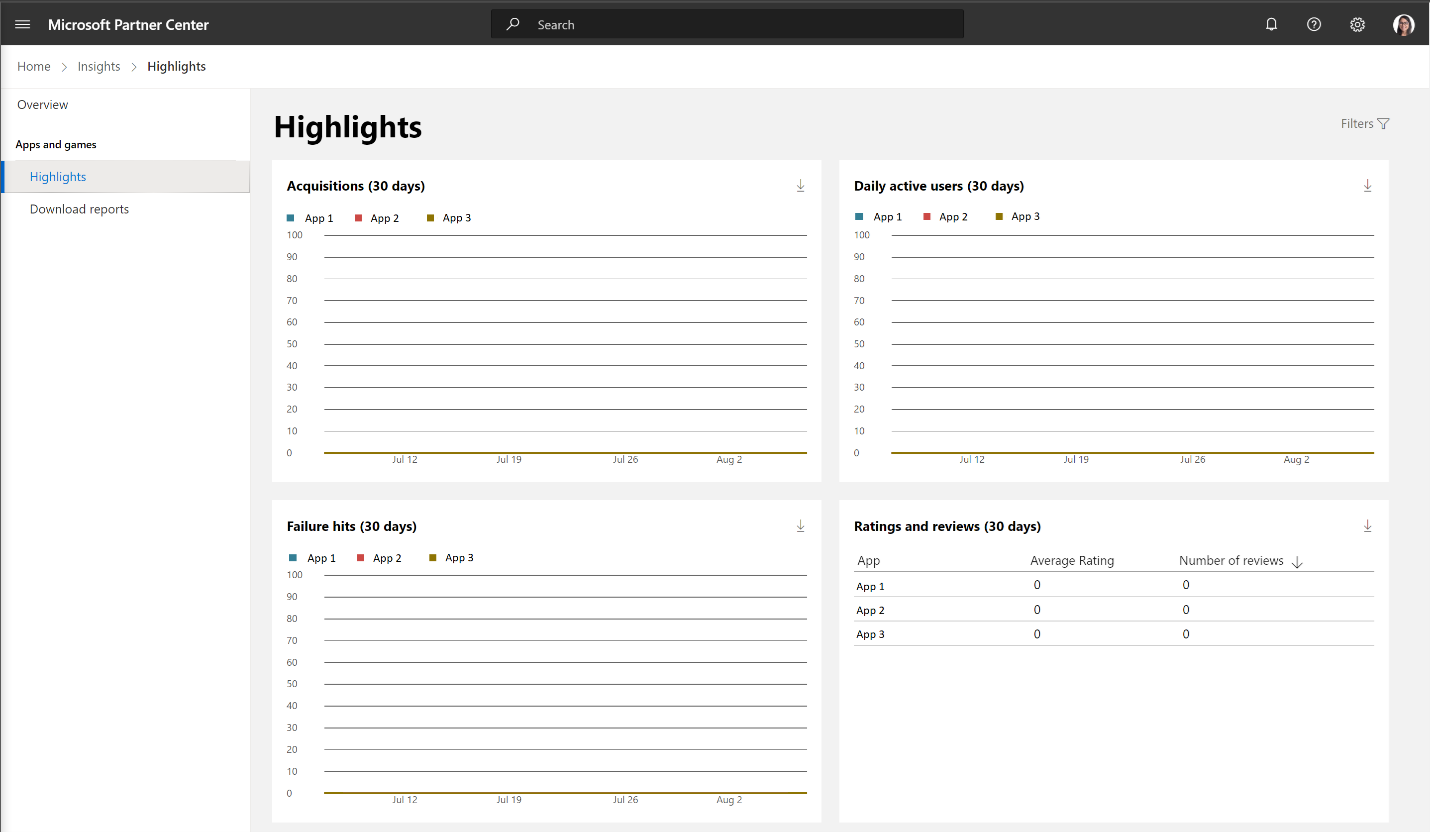 Microsoft Partner Center
Search
Home > Insights > Highlights
Overview
Apps and games
Highlights
Download reports
Highlights
Filters
Acquisitions (30 days)
App 1 App 2 App 3
100
90
80
70
60
50
40
30
20
10
0
Jul 12 Jul 19 Jul 26 Aug 2
Daily active users (30 days)
App 1 App 2 App 3
100
90
80
70
60
50
40
30
20
10
0
Jul 12 Jul 19 Jul 26 Aug 2
Failure hits (30 days)
App 1 App 2 App 3
100
90
80
70
60
50
40
30
20
10
0
Jul 12 Jul 19 Jul 26 Aug 2
Ratings and reviews (30 days)
App Average Rating Number of reviews
App 1 0 0
App 2 0 0
App 3 0 0